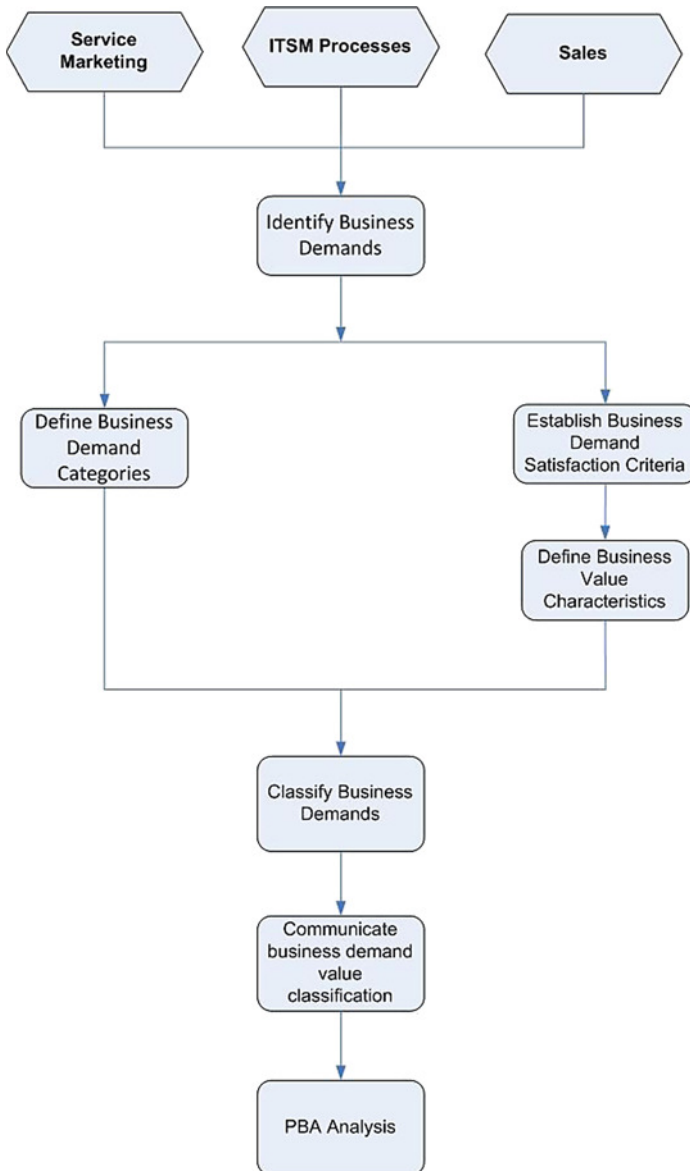 Service
Marketing
ITSM Processes
Sales
Identify Business
Demands
Define Business
Demand
Categories
Establish Business
Demand
Satisfaction Criteria
Define Business
Value
Characteristics
Classify Business
Demands
Communicate
business demand
value
classification
PBA Analysis